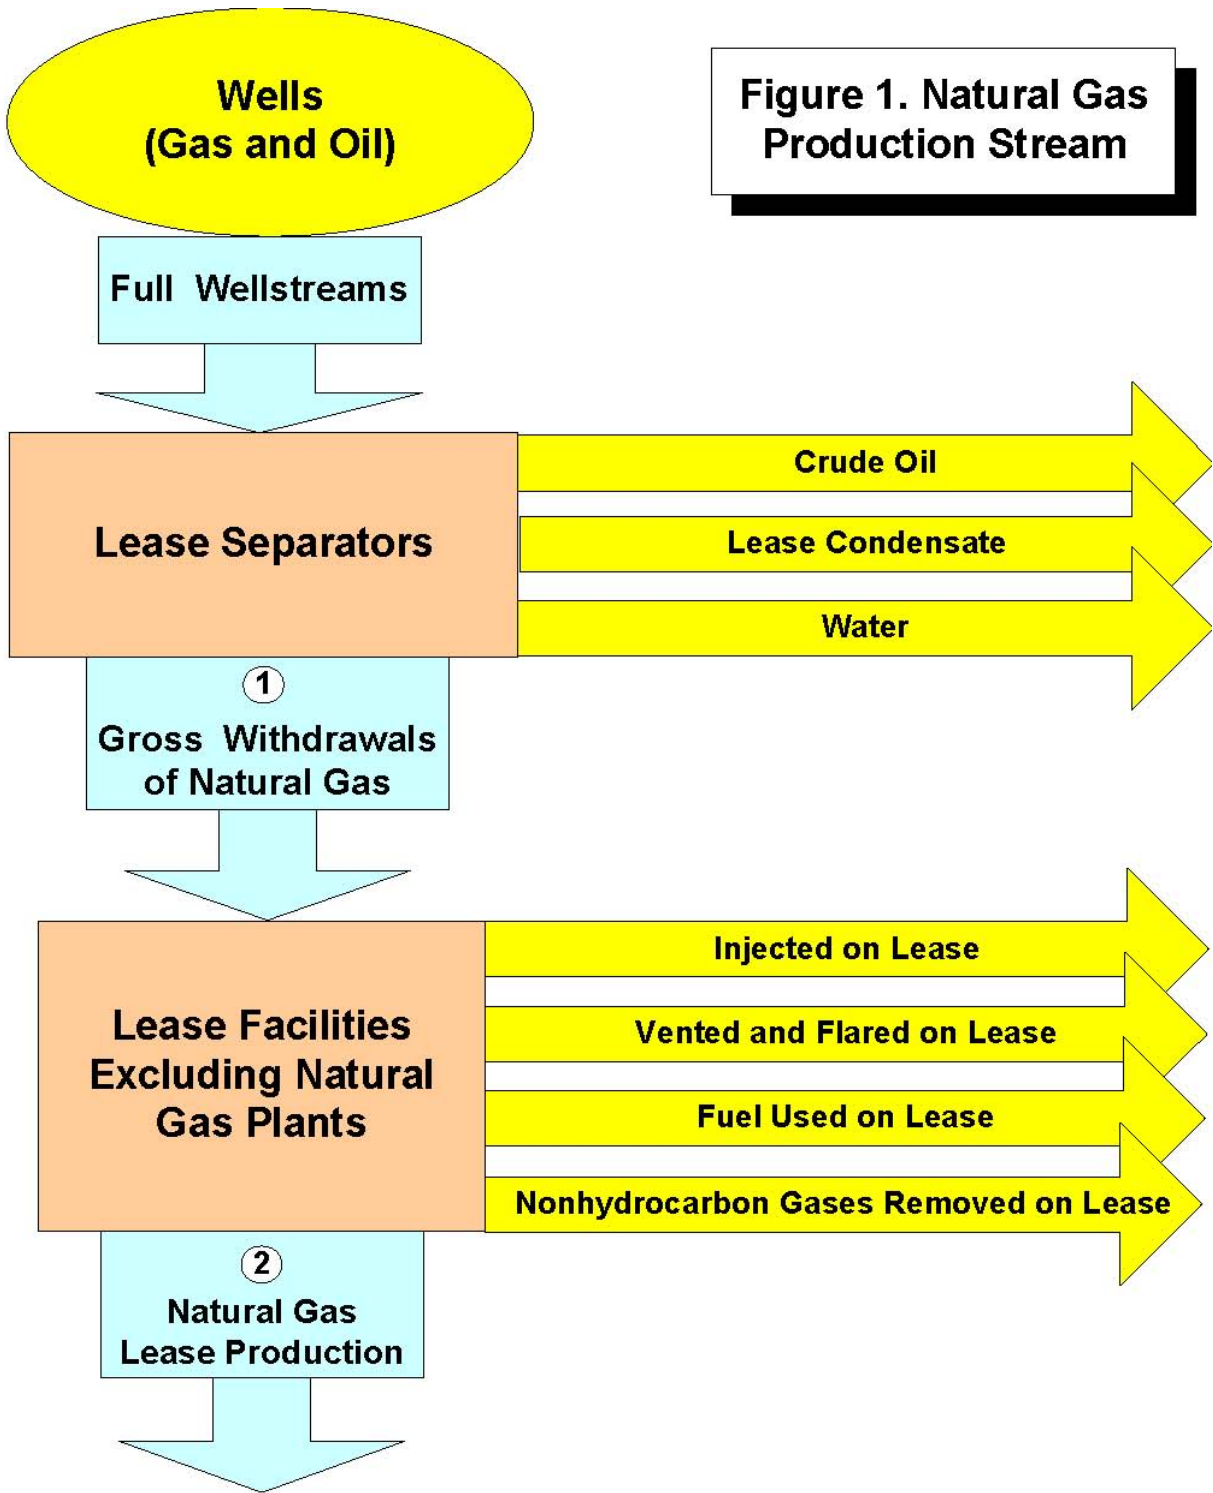 Wells
(Gas and Oil)
Figure 1. Natural Gas
Production Stream
Full Wellstreams
Lease Separators
Crude Oil
Lease Condensate
Water
1
Gross Withdrawals
of Natural Gas
Lease Facilities
Excluding Natural
Gas Plants
Injected on Lease
Vented and Flared on Lease
Fuel Used on Lease
Nonhydrocarbon Gases Removed on Lease
2
Natural Gas
Lease Production